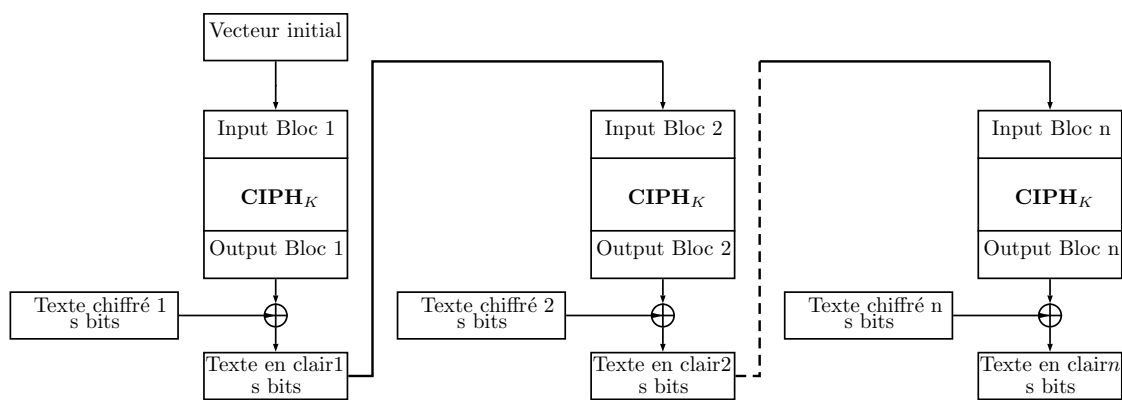 Vecteur initial
Input Bloc 1
Input Bloc 2
Input Bloc n
CIPH_K
CIPH_K
CIPH_K
Output Bloc 1
Output Bloc 2
Output Bloc n
Texte chiffré 1
s bits
Texte chiffré 2
s bits
Texte chiffré n
s bits
Texte en clair1
s bits
Texte en clair2
s bits
Texte en clairn
s bits